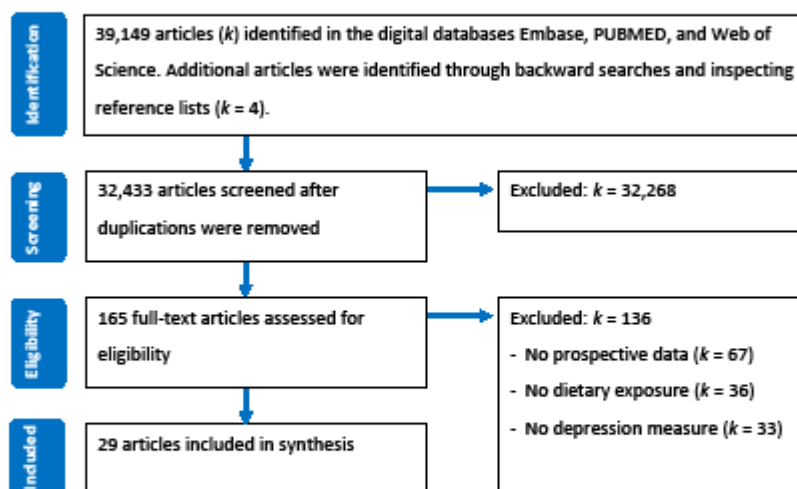 Identification
39,149 articles (k) identified in the digital databases Embase, PUBMED, and Web of
Science. Additional articles were identified through backward searches and inspecting
reference lists (k = 4).
Screening
32,433 articles screened after
duplications were removed
Excluded: k = 32,268
Eligibility
165 full-text articles assessed for
eligibility
Excluded: k = 136
- No prospective data (k = 67)
- No dietary exposure (k = 36)
- No depression measure (k = 33)
Included
29 articles included in synthesis